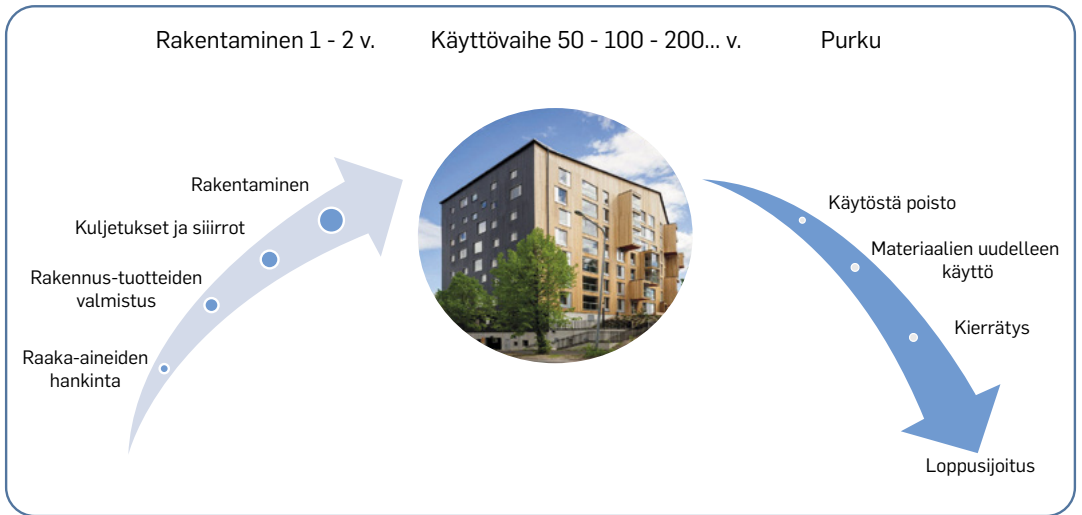 Rakentaminen 1 - 2 v.
Käyttövaihe 50 - 100 - 200... v.
Purku
Rakentaminen
Kuljetukset ja siiirrot
Rakennus-tuotteiden
valmistus
Raaka-aineiden
hankinta
Käytöstä poisto
Materiaalien uudelleen
käyttö
Kierrätys
Loppusijoitus